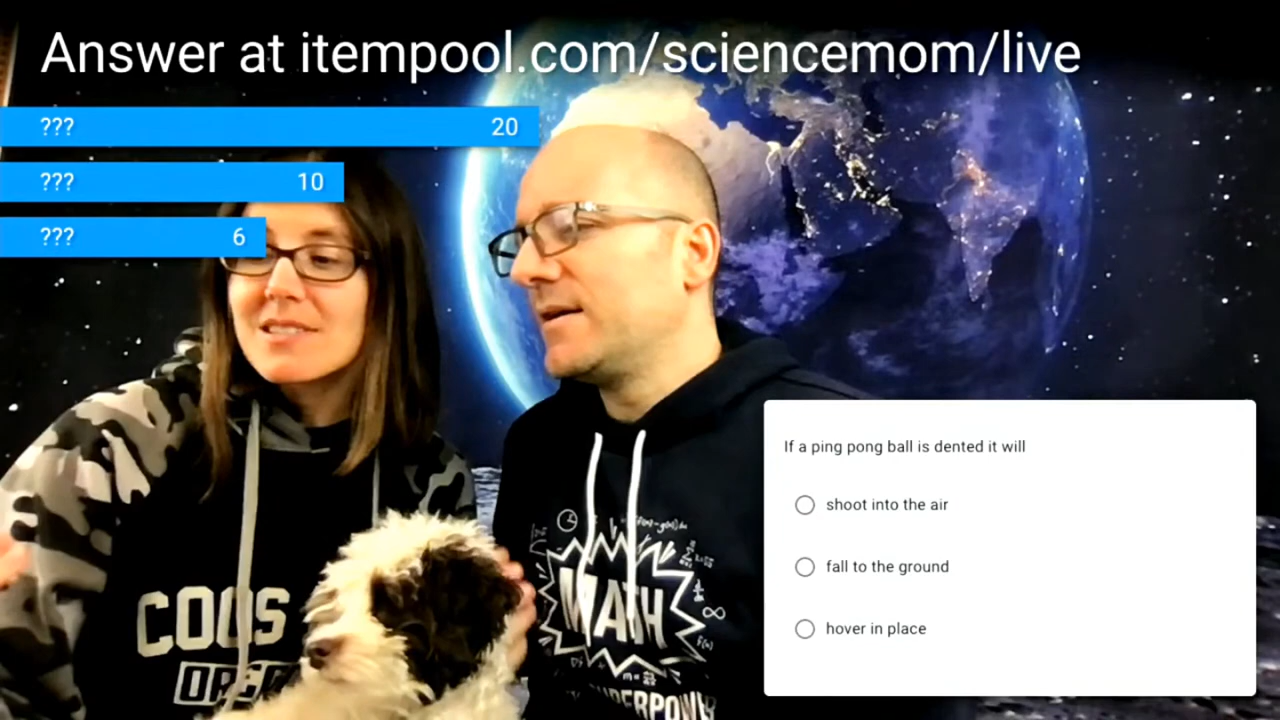 Answer at itempool.com/sciencemom/live
??? 20
??? 10
??? 6
If a ping pong ball is dented it will
shoot into the air
fall to the ground
hover in place
COOS
MATH